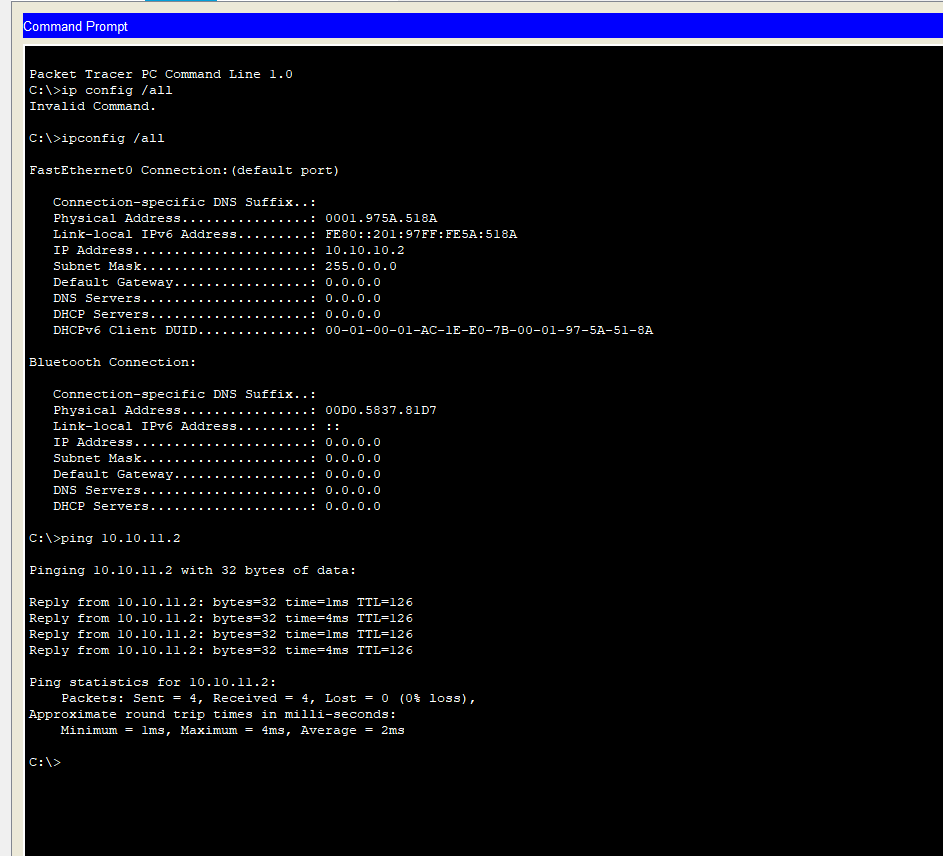 Command Prompt
Packet Tracer PC Command Line 1.0
C:\>ip config /all
Invalid Command.
C:\>ipconfig /all
FastEthernet0 Connection:(default port)
Connection-specific DNS Suffix..:
Physical Address................: 0001.975A.518A
Link-local IPv6 Address.........: FE80::201:97FF:FE5A:518A
IP Address......................: 10.10.10.2
Subnet Mask.....................: 255.0.0.0
Default Gateway.................: 0.0.0.0
DNS Servers.....................: 0.0.0.0
DHCP Servers....................: 0.0.0.0
DHCPv6 Client DUID..............: 00-01-00-01-AC-1E-E0-7B-00-01-97-5A-51-8A
Bluetooth Connection:
Connection-specific DNS Suffix..:
Physical Address................: 00D0.5837.81D7
Link-local IPv6 Address.........: ::
IP Address......................: 0.0.0.0
Subnet Mask.....................: 0.0.0.0
Default Gateway.................: 0.0.0.0
DNS Servers.....................: 0.0.0.0
DHCP Servers....................: 0.0.0.0
C:\>ping 10.10.11.2
Pinging 10.10.11.2 with 32 bytes of data:
Reply from 10.10.11.2: bytes=32 time=1ms TTL=126
Reply from 10.10.11.2: bytes=32 time=4ms TTL=126
Reply from 10.10.11.2: bytes=32 time=1ms TTL=126
Reply from 10.10.11.2: bytes=32 time=4ms TTL=126
Ping statistics for 10.10.11.2:
Packets: Sent = 4, Received = 4, Lost = 0 (0% loss),
Approximate round trip times in milli-seconds:
Minimum = 1ms, Maximum = 4ms, Average = 2ms
C:\>